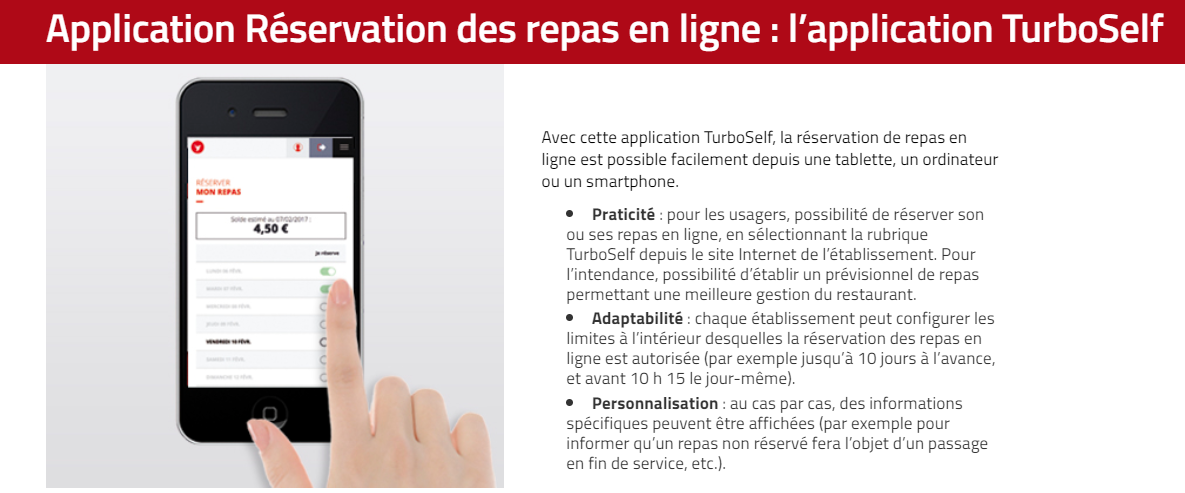 Application Réservation des repas en ligne : l’application TurboSelf
RÉSERVER
MON REPAS
Solde estimé au 07/02/2017 :
4,50 €
Je réserve
LUNDI 06 FÉVR.
MARDI 07 FÉVR.
MERCREDI 08 FÉVR.
JEUDI 09 FÉVR.
VENDREDI 10 FÉVR.
SAMEDI 11 FÉVR.
DIMANCHE 12 FÉVR.
Avec cette application TurboSelf, la réservation de repas en
ligne est possible facilement depuis une tablette, un ordinateur
ou un smartphone.
• Praticité : pour les usagers, possibilité de réserver son
ou ses repas en ligne, en sélectionnant la rubrique
TurboSelf depuis le site Internet de l’établissement. Pour
l’intendance, possibilité d’établir un prévisionnel de repas
permettant une meilleure gestion du restaurant.
• Adaptabilité : chaque établissement peut configurer les
limites à l’intérieur desquelles la réservation des repas en
ligne est autorisée (par exemple jusqu’à 10 jours à l’avance,
et avant 10 h 15 le jour-même).
• Personnalisation : au cas par cas, des informations
spécifiques peuvent être affichées (par exemple pour
informer qu’un repas non réservé fera l’objet d’un passage
en fin de service, etc.).